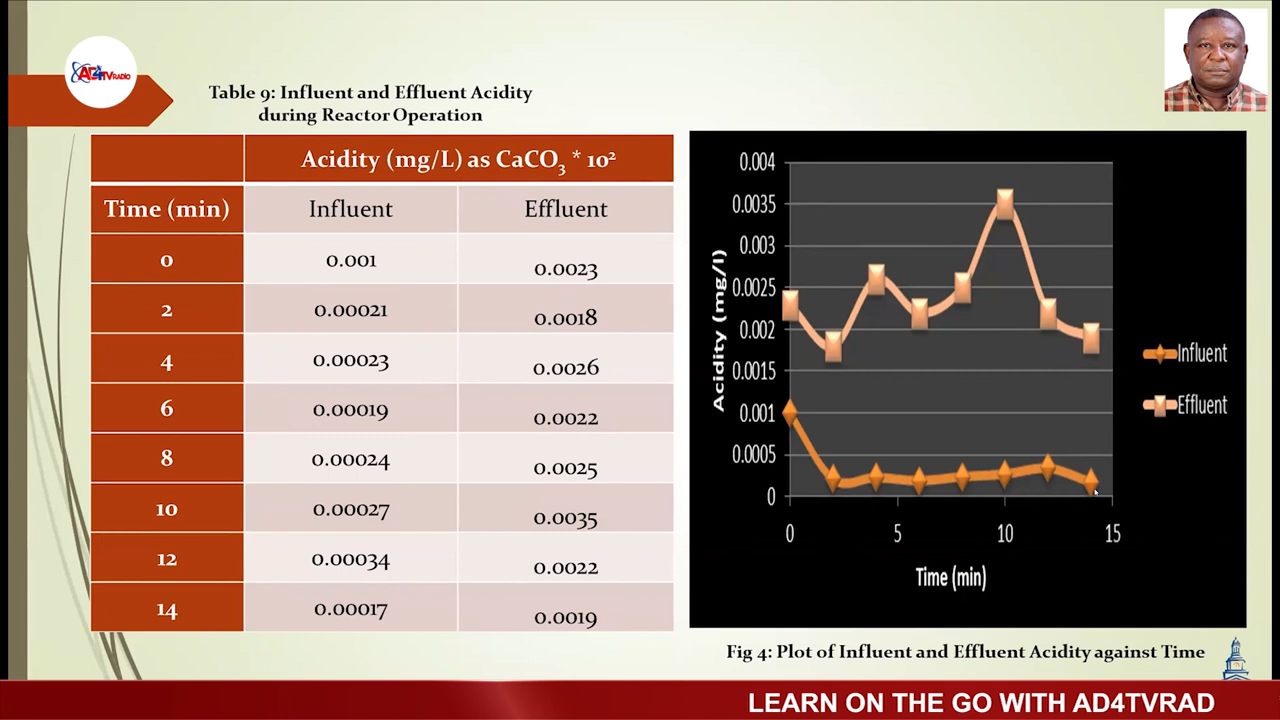 AD4TVRADIO
Table 9: Influent and Effluent Acidity
during Reactor Operation
Acidity (mg/L) as CaCO₃ * 10²
Time (min) Influent Effluent
0 0.001 0.0023
2 0.00021 0.0018
4 0.00023 0.0026
6 0.00019 0.0022
8 0.00024 0.0025
10 0.00027 0.0035
12 0.00034 0.0022
14 0.00017 0.0019
0.004
0.0035
0.003
0.0025
0.002
0.0015
0.001
0.0005
0
Acidity (mg/l)
0 5 10 15
Time (min)
Influent
Effluent
Fig 4: Plot of Influent and Effluent Acidity against Time
LEARN ON THE GO WITH AD4TVRAD